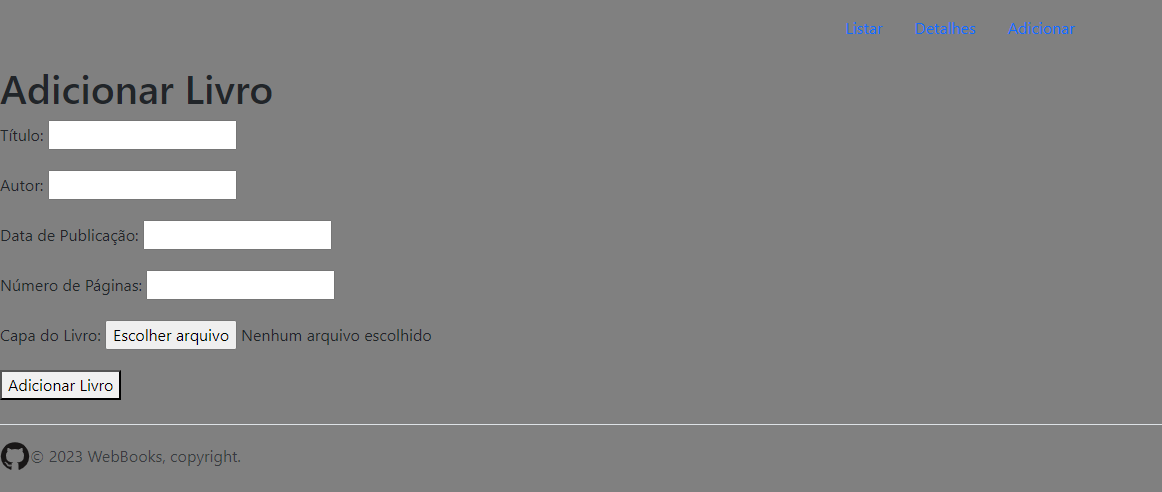 Listar Detalhes Adicionar
Adicionar Livro
Título:
Autor:
Data de Publicação:
Número de Páginas:
Capa do Livro: Escolher arquivo Nenhum arquivo escolhido
Adicionar Livro
© 2023 WebBooks, copyright.